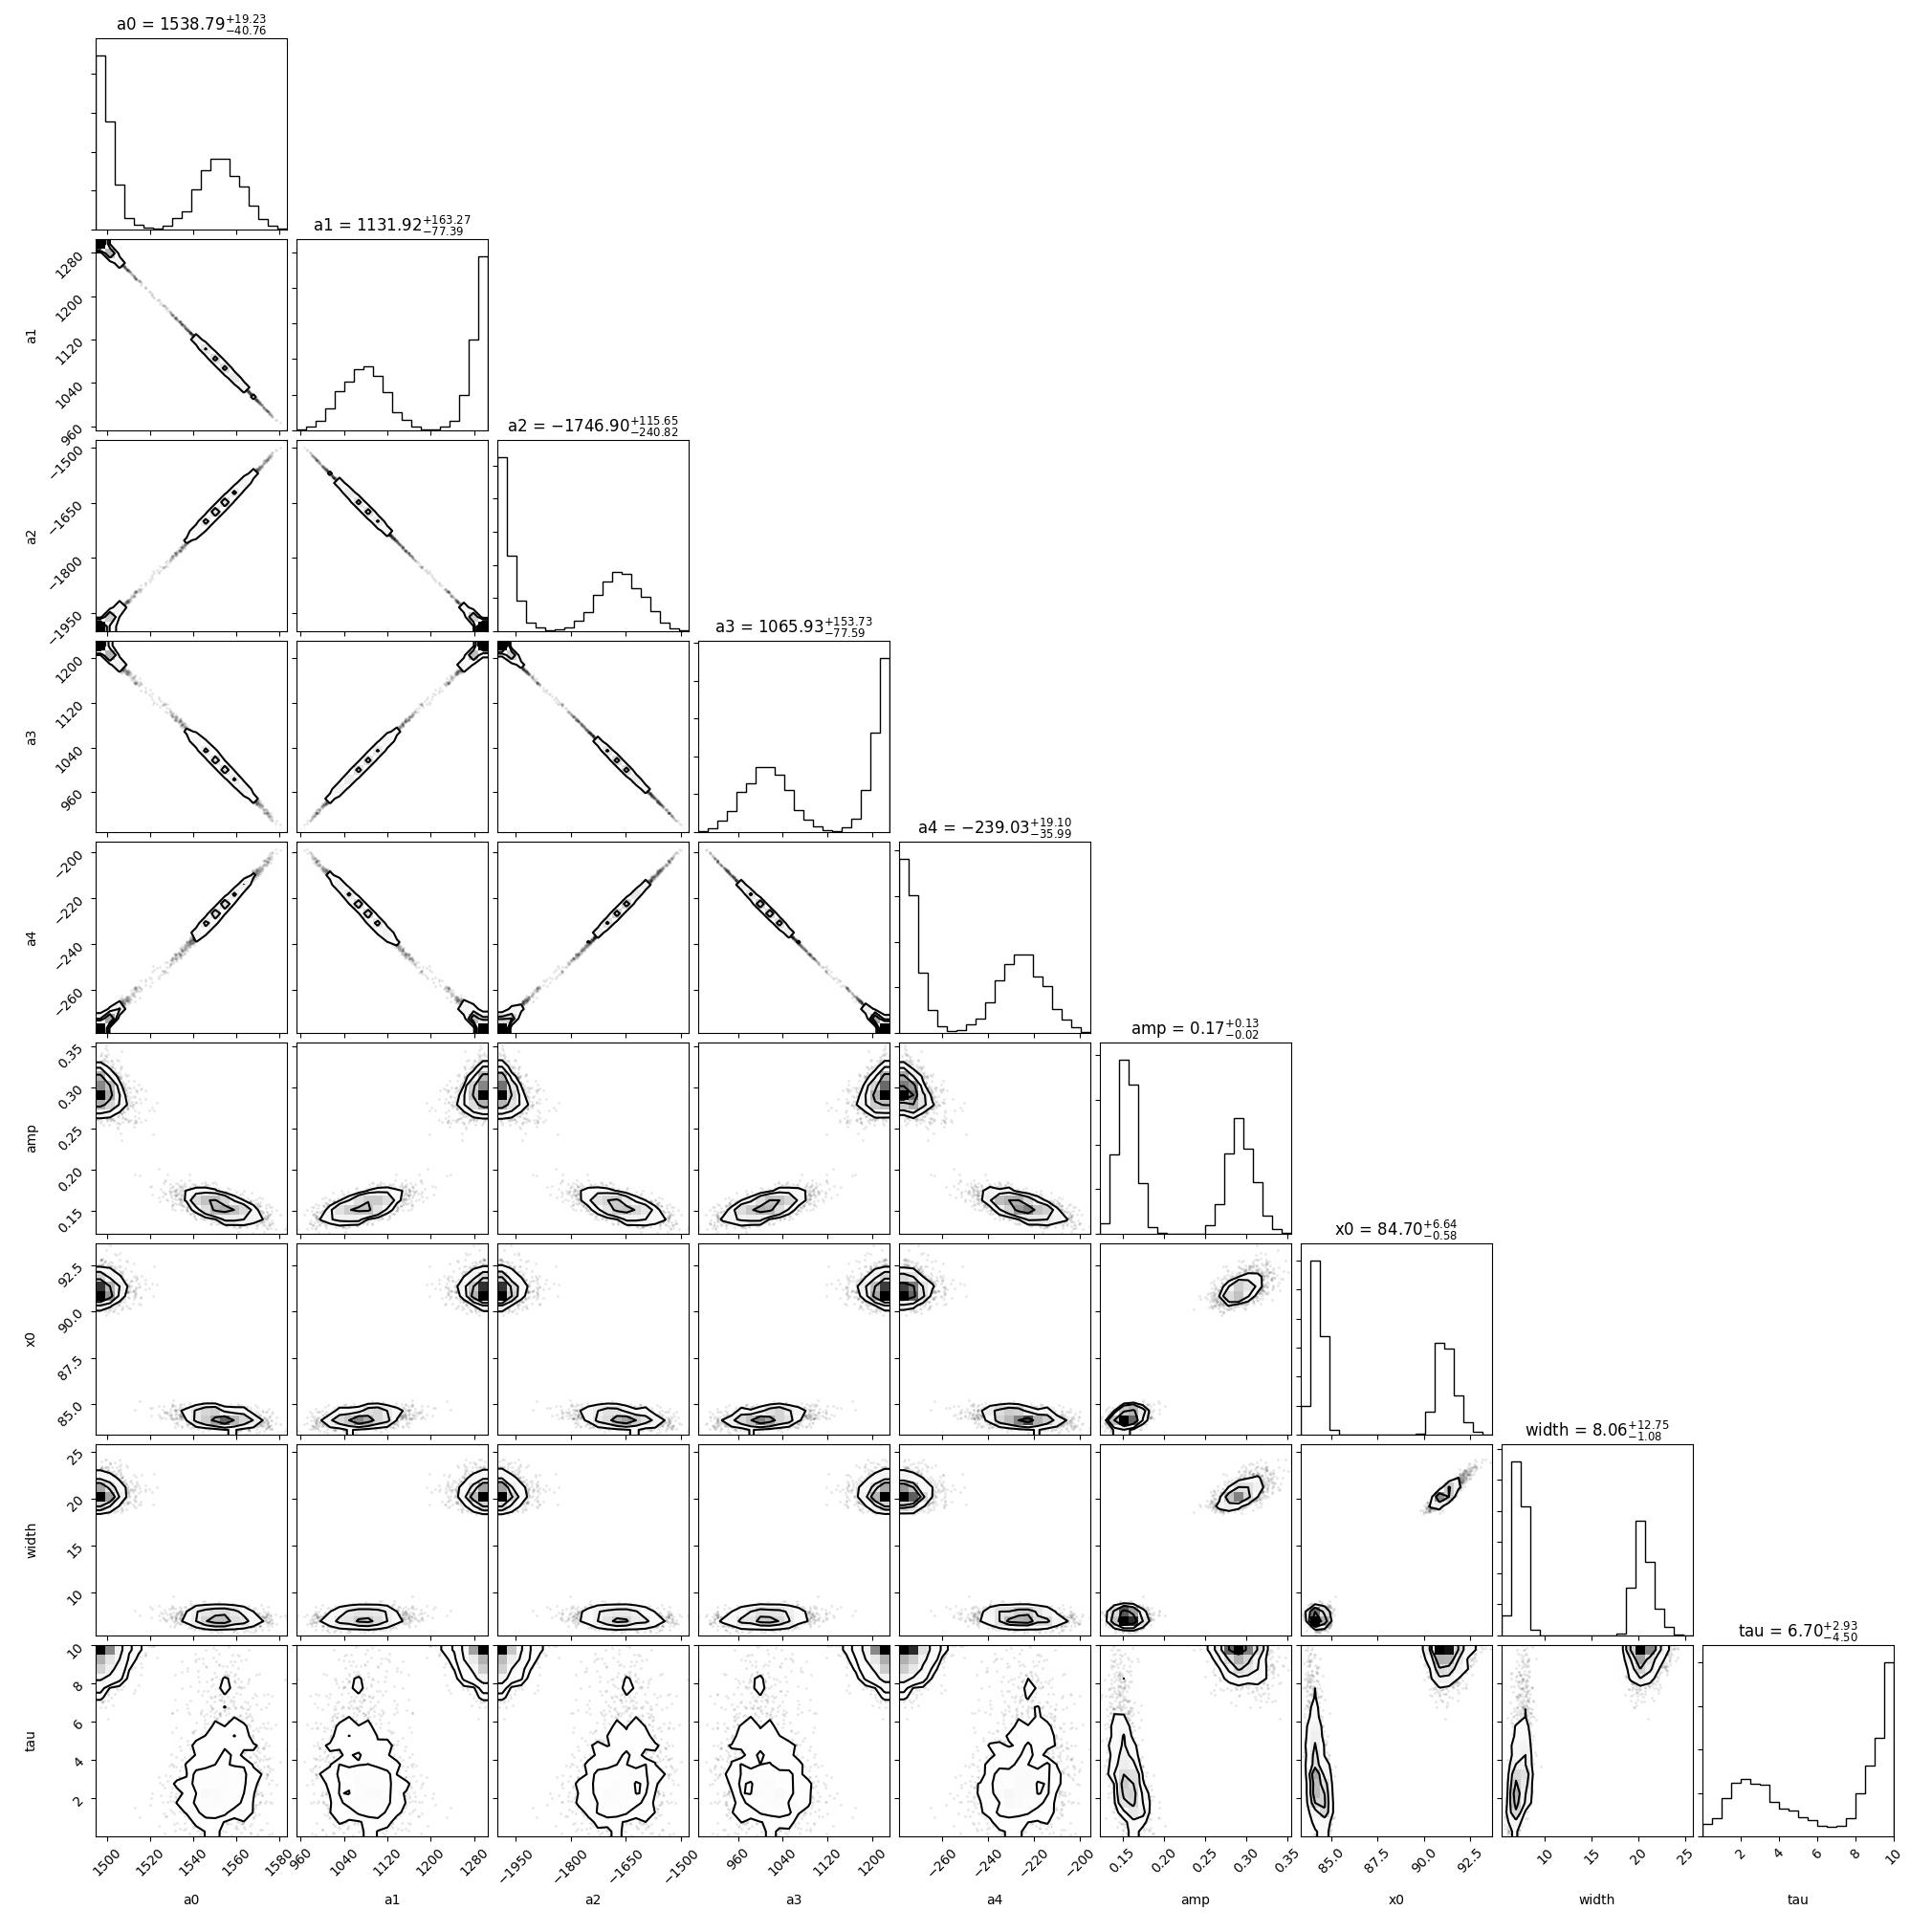 a0 = 1538.79 +19.23 −40.76
a1 = 1131.92 +163.27 −77.39
1280
1200
1120
1040
960
a1
a2 = −1746.90 +115.65 −240.82
−1500
−1650
−1800
−1950
a2
a3 = 1065.93 +153.73 −77.59
1200
1120
1040
960
a3
a4 = −239.03 +19.10 −35.99
−200
−220
−240
−260
a4
amp = 0.17 +0.13 −0.02
0.35
0.30
0.25
0.20
0.15
amp
x0 = 84.70 +6.64 −0.58
92.5
90.0
87.5
85.0
x0
width = 8.06 +12.75 −1.08
25
20
15
10
width
tau = 6.70 +2.93 −4.50
10
8
6
4
2
tau
1500 1520 1540 1560 1580 960 1040 1120 1200 1280 −1950 −1800 −1650 −1500 960 1040 1120 1200 −260 −240 −220 −200 0.15 0.20 0.25 0.30 0.35 85.0 87.5 90.0 92.5 10 15 20 25 2 4 6 8 10
a0 a1 a2 a3 a4 amp x0 width tau